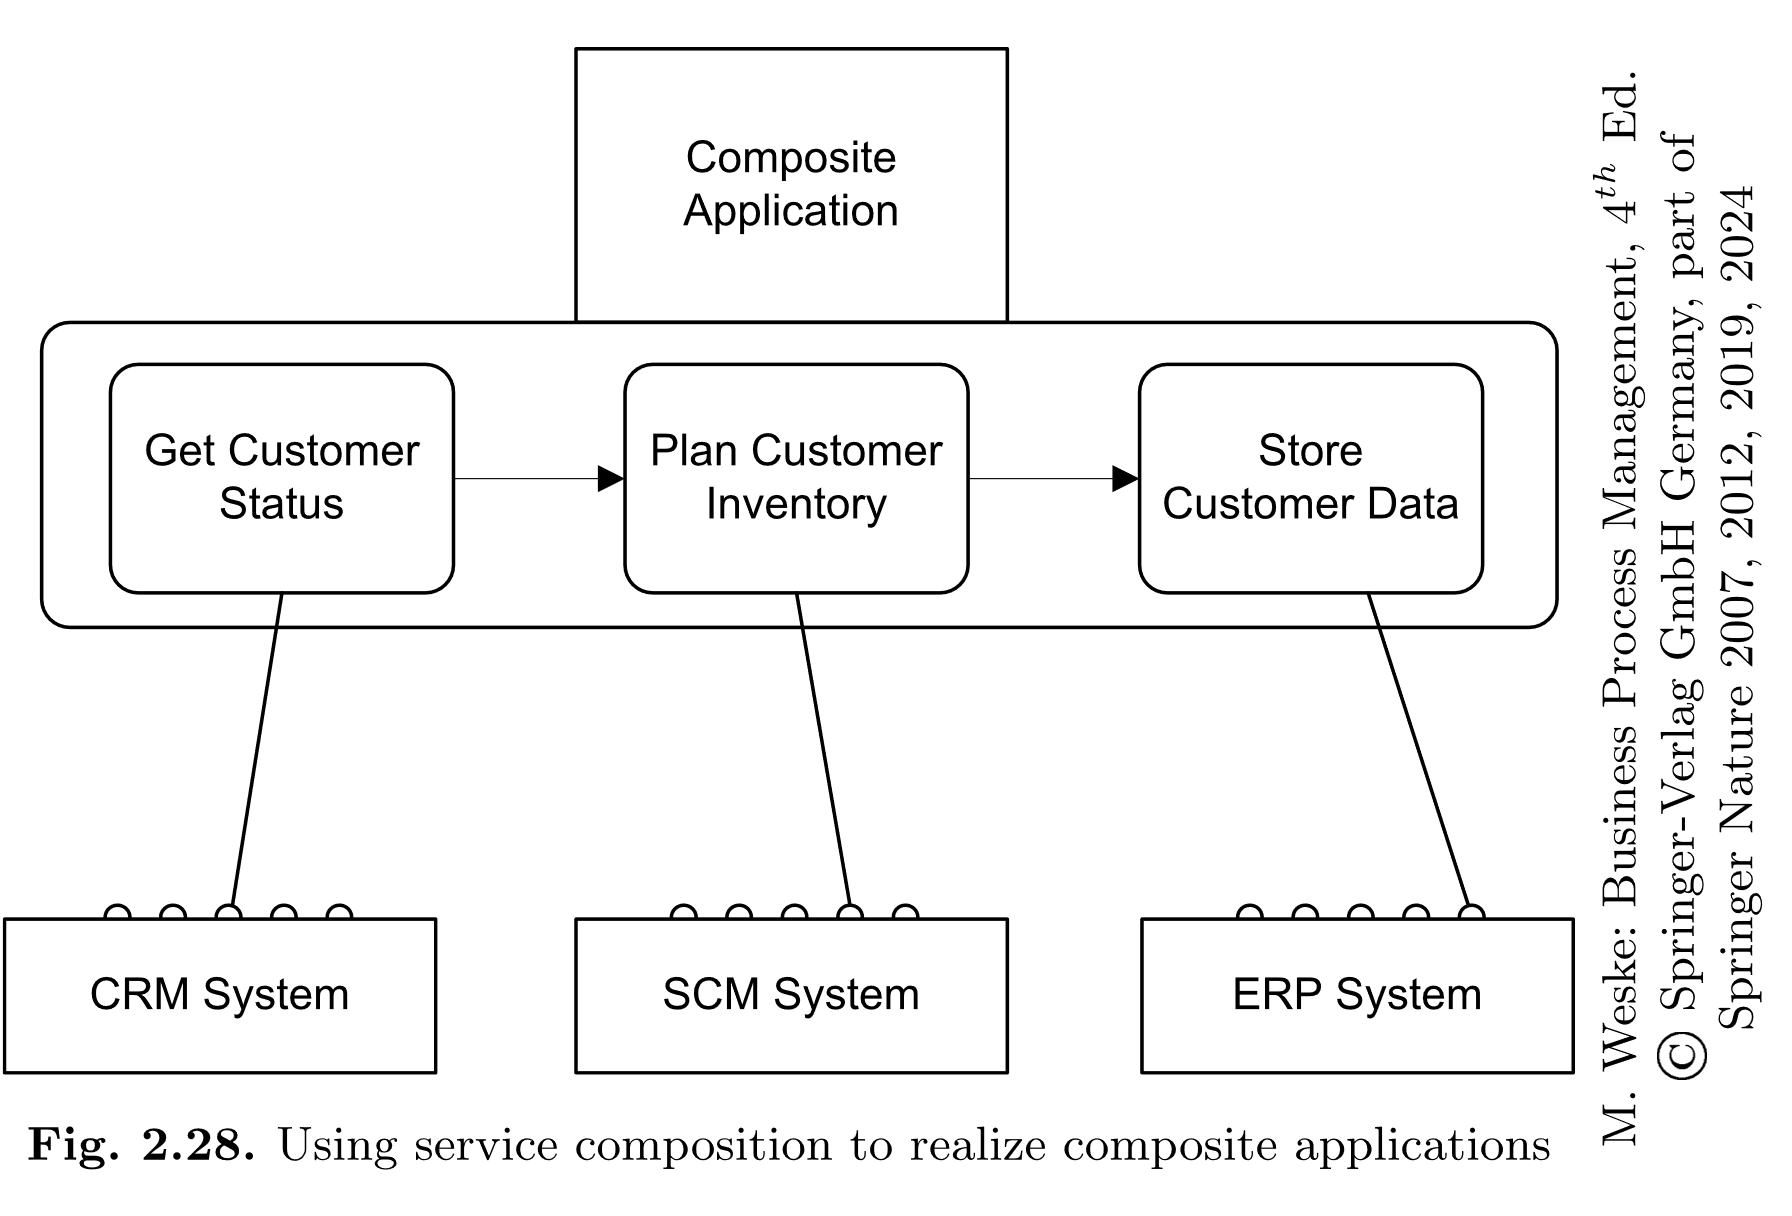 Composite
Application
Get Customer
Status
Plan Customer
Inventory
Store
Customer Data
CRM System
SCM System
ERP System
Fig. 2.28. Using service composition to realize composite applications
M. Weske: Business Process Management, 4th Ed.
© Springer-Verlag GmbH Germany, part of
Springer Nature 2007, 2012, 2019, 2024